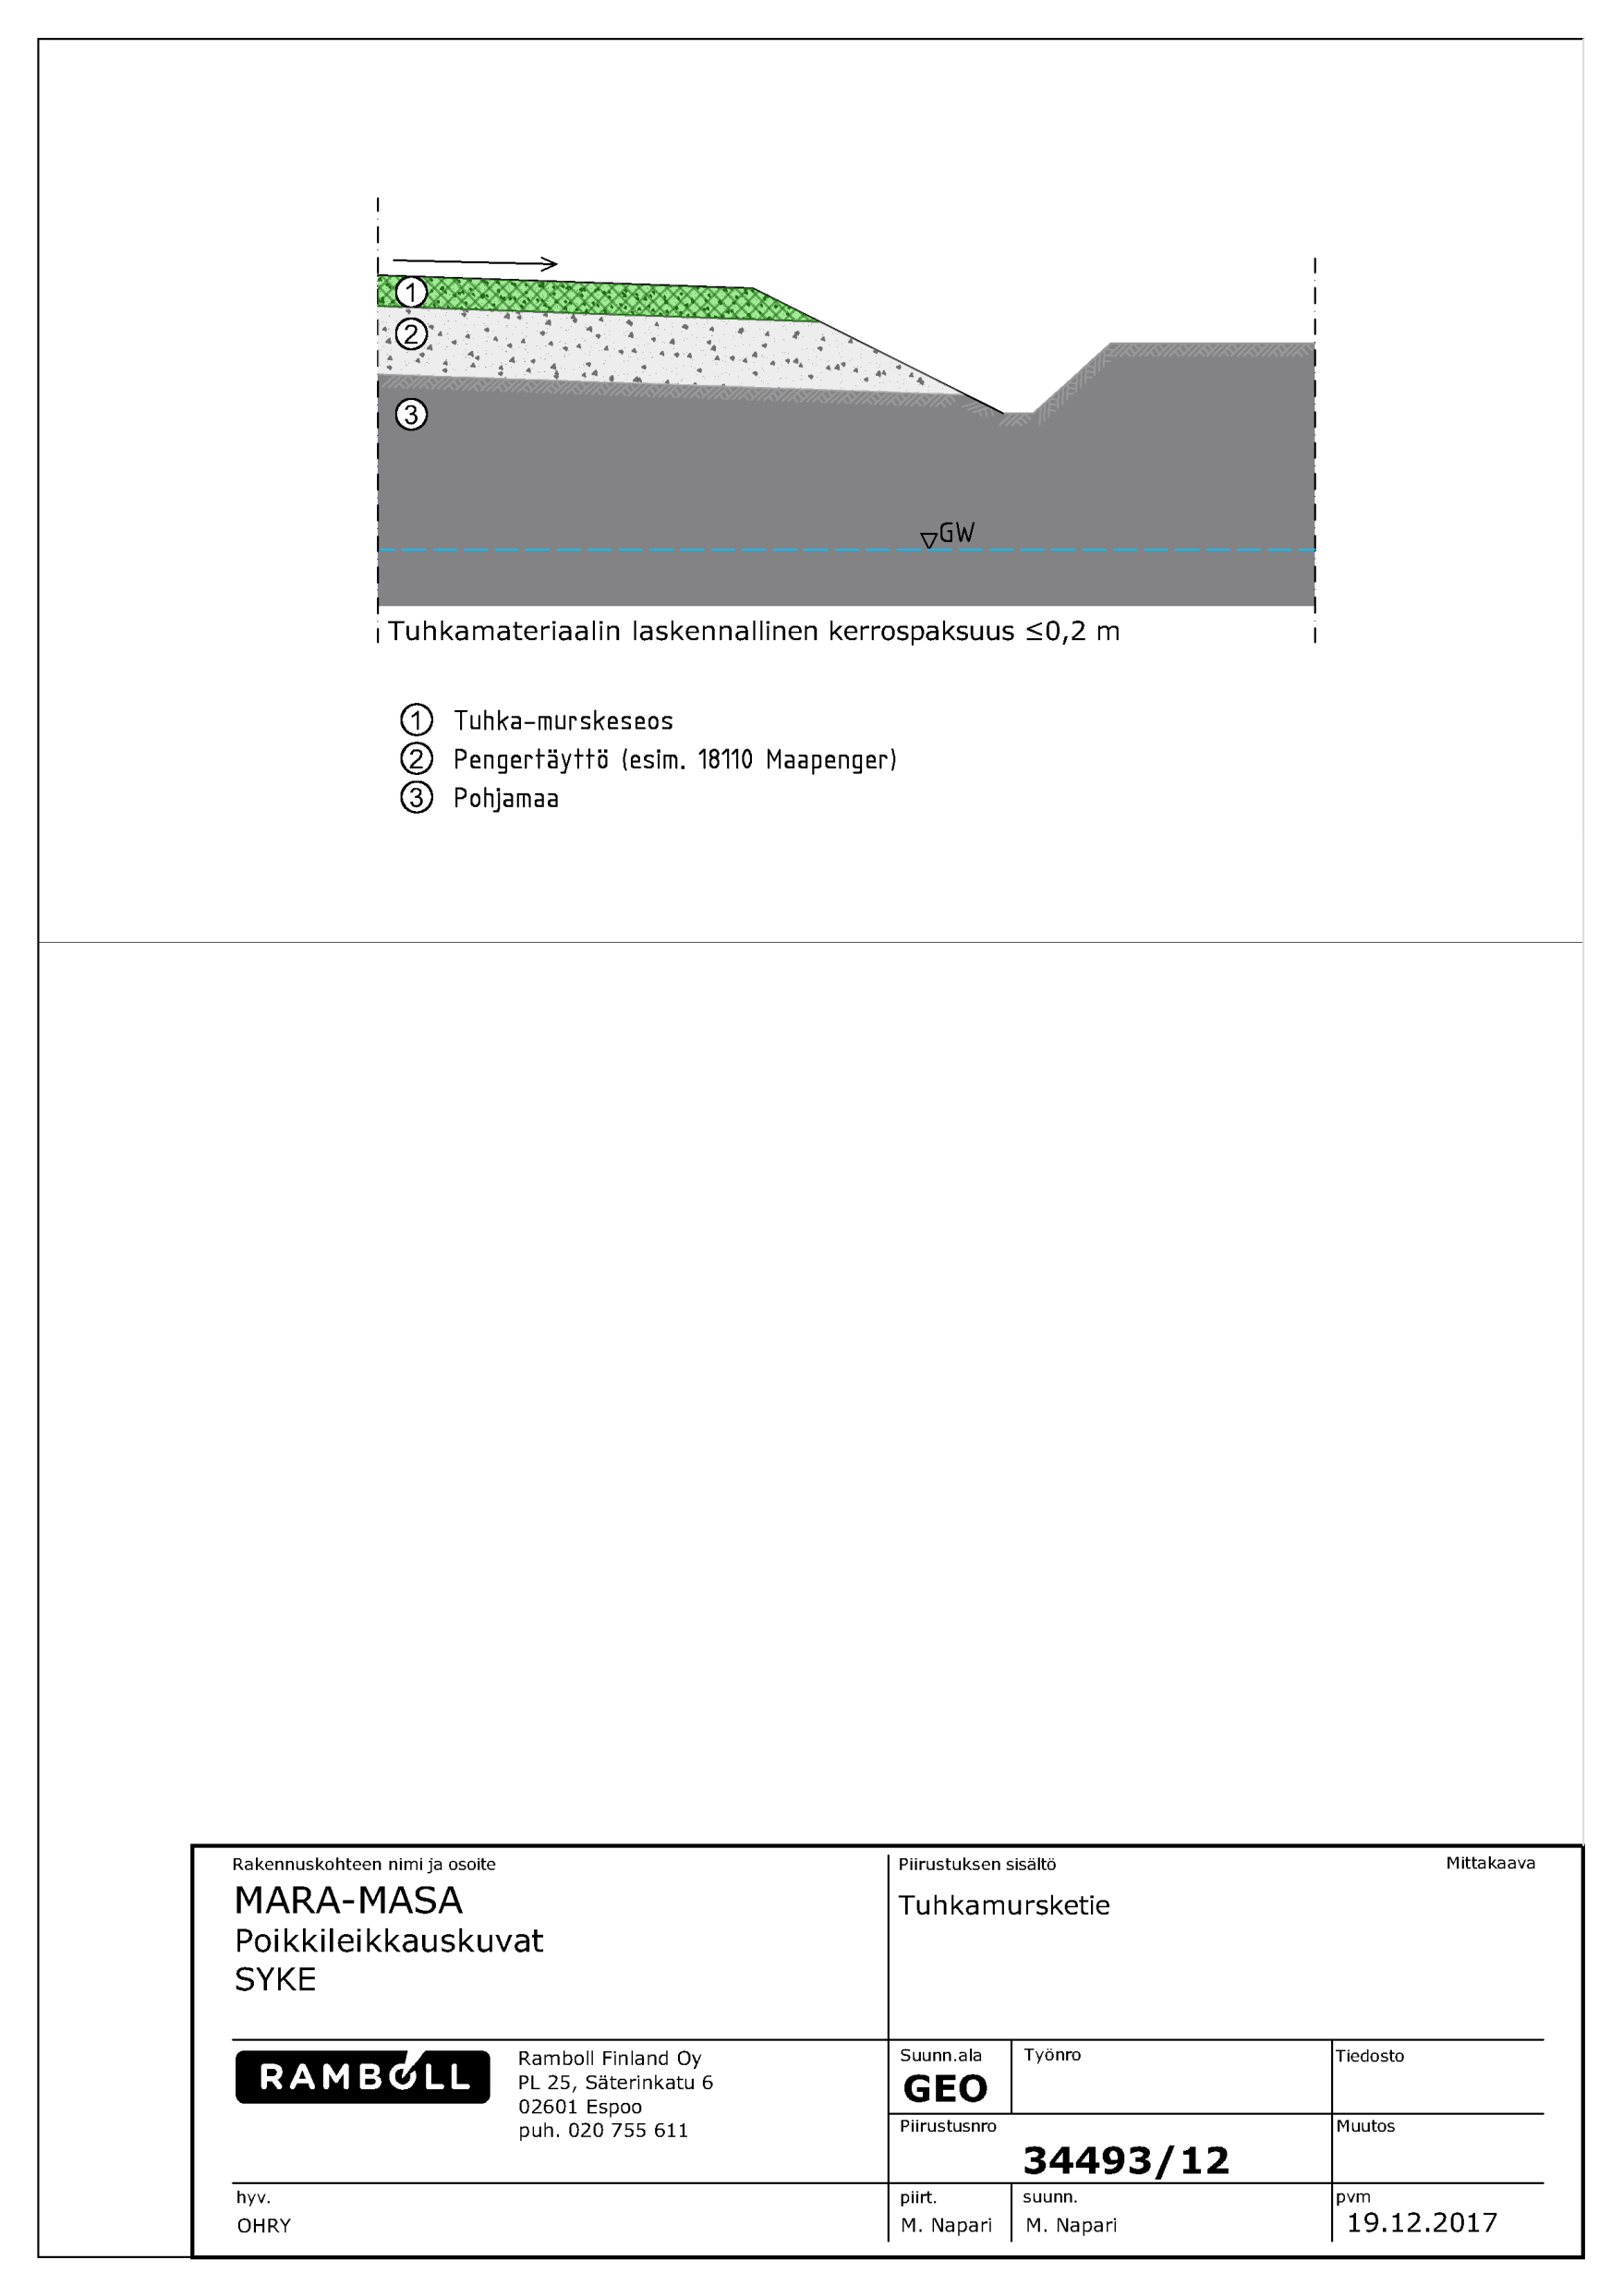 1
2
3
GW
Tuhkamateriaalin laskennallinen kerrospaksuus ≤0,2 m
1 Tuhka-murskeseos
2 Pengertäyttö (esim. 18110 Maapenger)
3 Pohjamaa
Rakennuskohteen nimi ja osoite
MARA-MASA
Poikkileikkauskuvat
SYKE
Piirustuksen sisältö
Mittakaava
Tuhkamursketie
RAMBOLL
Ramboll Finland Oy
PL 25, Säterinkatu 6
02601 Espoo
puh. 020 755 611
Suunn.ala
GEO
Työnro
Tiedosto
Piirustusnro
34493/12
Muutos
hyv.
OHRY
piirt.
M. Napari
suunn.
M. Napari
pvm
19.12.2017